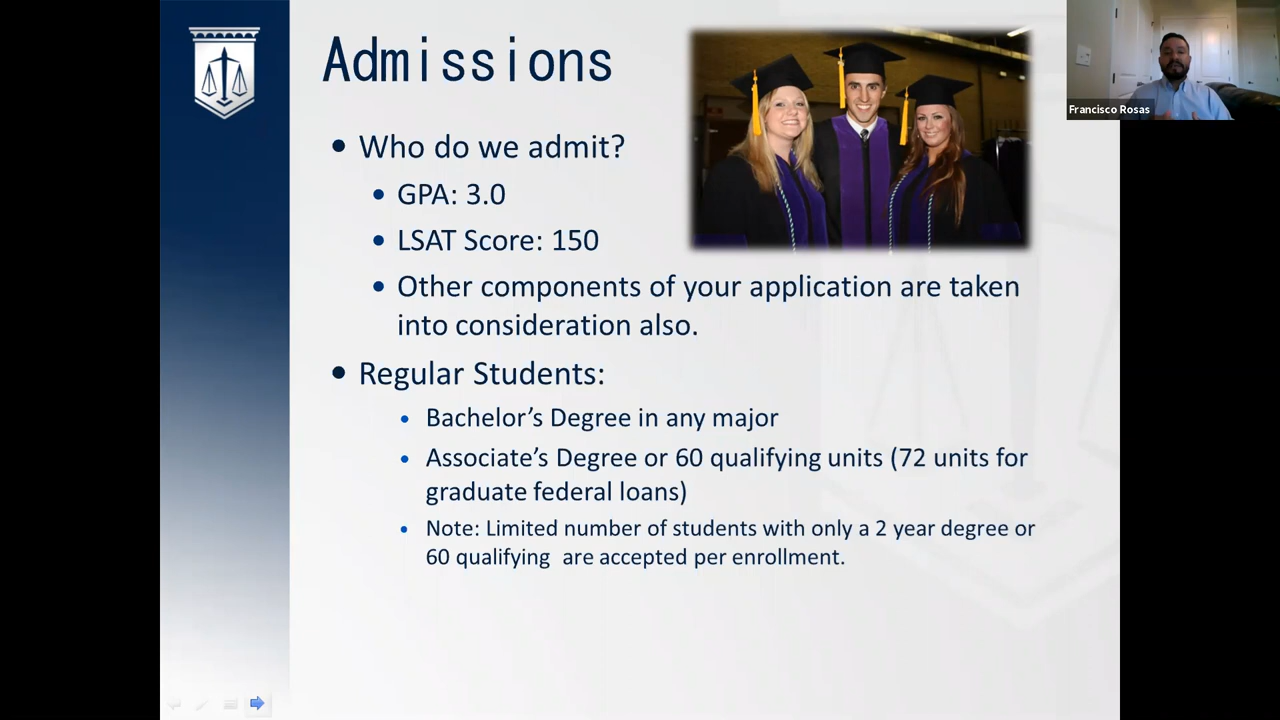 Admissions
• Who do we admit?
• GPA: 3.0
• LSAT Score: 150
• Other components of your application are taken
into consideration also.
• Regular Students:
• Bachelor's Degree in any major
• Associate's Degree or 60 qualifying units (72 units for
graduate federal loans)
• Note: Limited number of students with only a 2 year degree or
60 qualifying  are accepted per enrollment.
Francisco Rosas